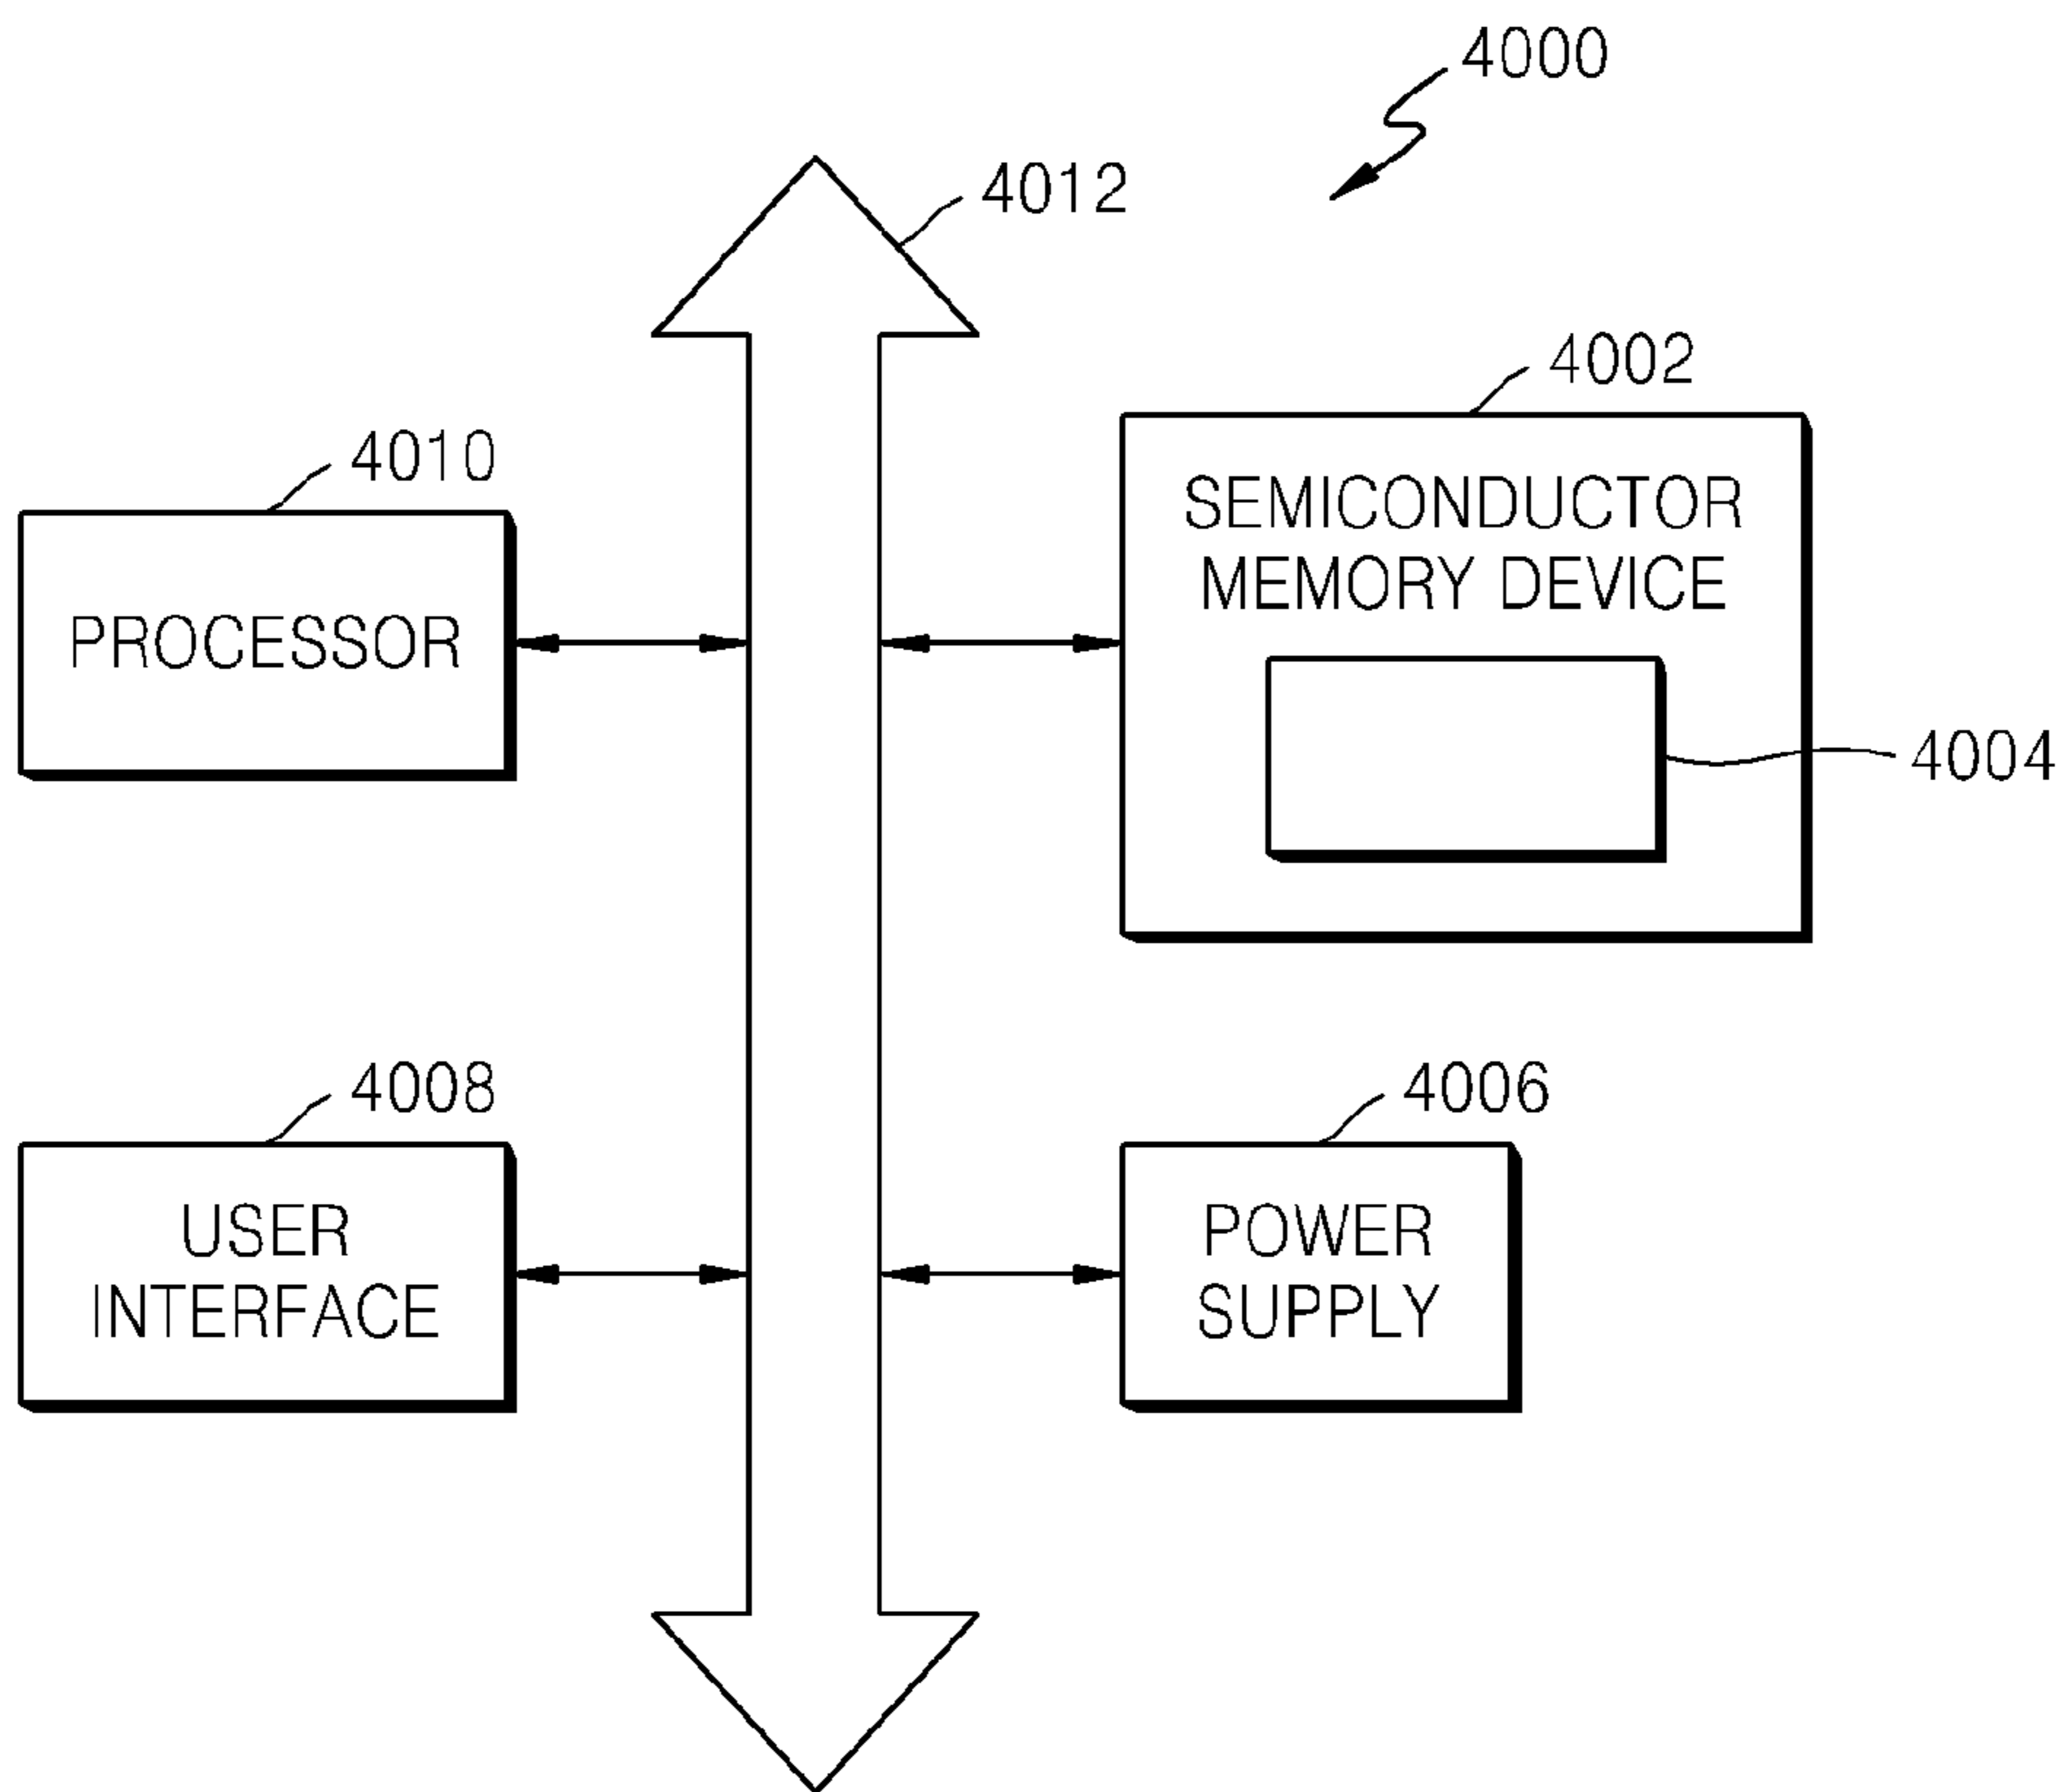 4000
4012
4002
4010
SEMICONDUCTOR
MEMORY DEVICE
PROCESSOR
4004
4008
4006
USER
INTERFACE
POWER
SUPPLY